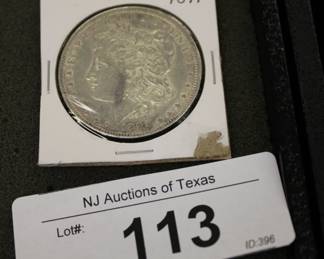 NJ Auctions of Texas
Lot#:
113
ID:396